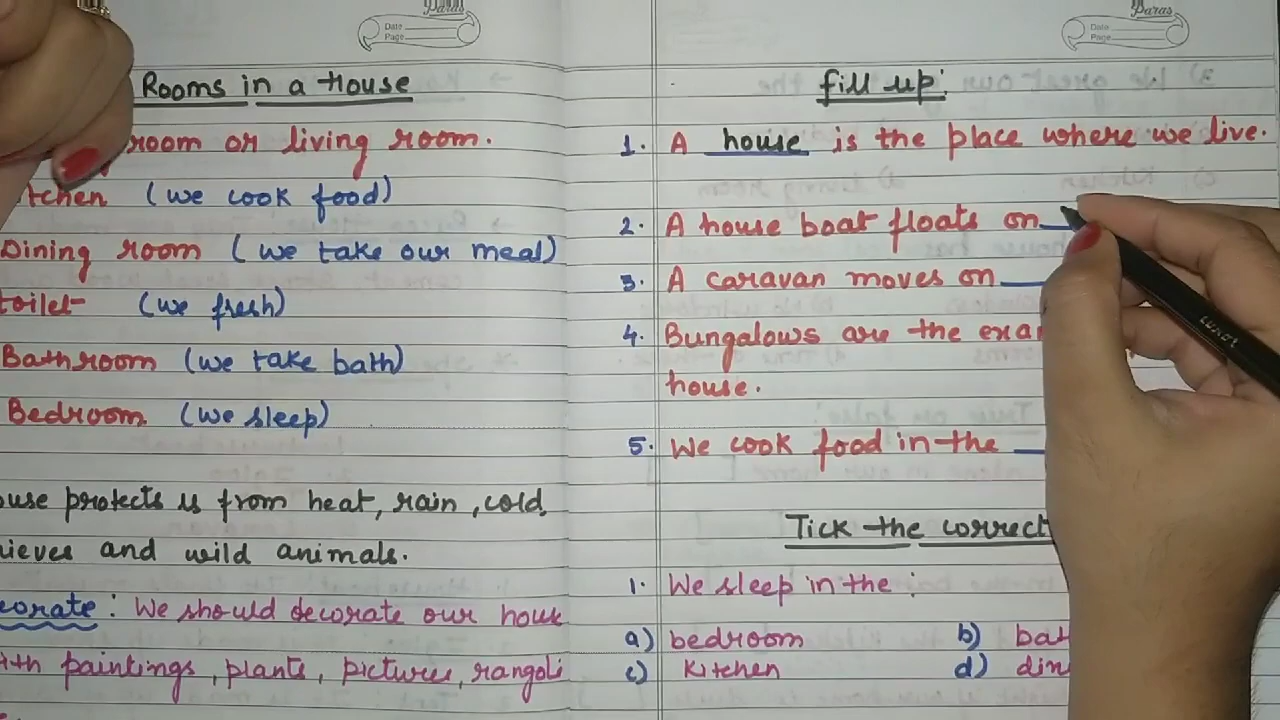 Paras
Date
Page
Rooms in a house
room or living room.
tchen (we cook food)
Dining room (we take our meal)
toilet (we fresh)
Bathroom (we take bath)
Bedroom (we sleep)
ouse protects us from heat, rain, cold,
ieves and wild animals.
corate: We should decorate our hous
ith paintings, plants, pictures, rangoli
Paras
Date
Page
fill up:
1. A house is the place where we live.
2. A house boat floats on
3. A caravan moves on
4. Bungalows are the exa
house.
5. We cook food in the
Tick the correct
1. We sleep in the :
a) bedroom b) bat
c) Kitchen d) din
LUXOR